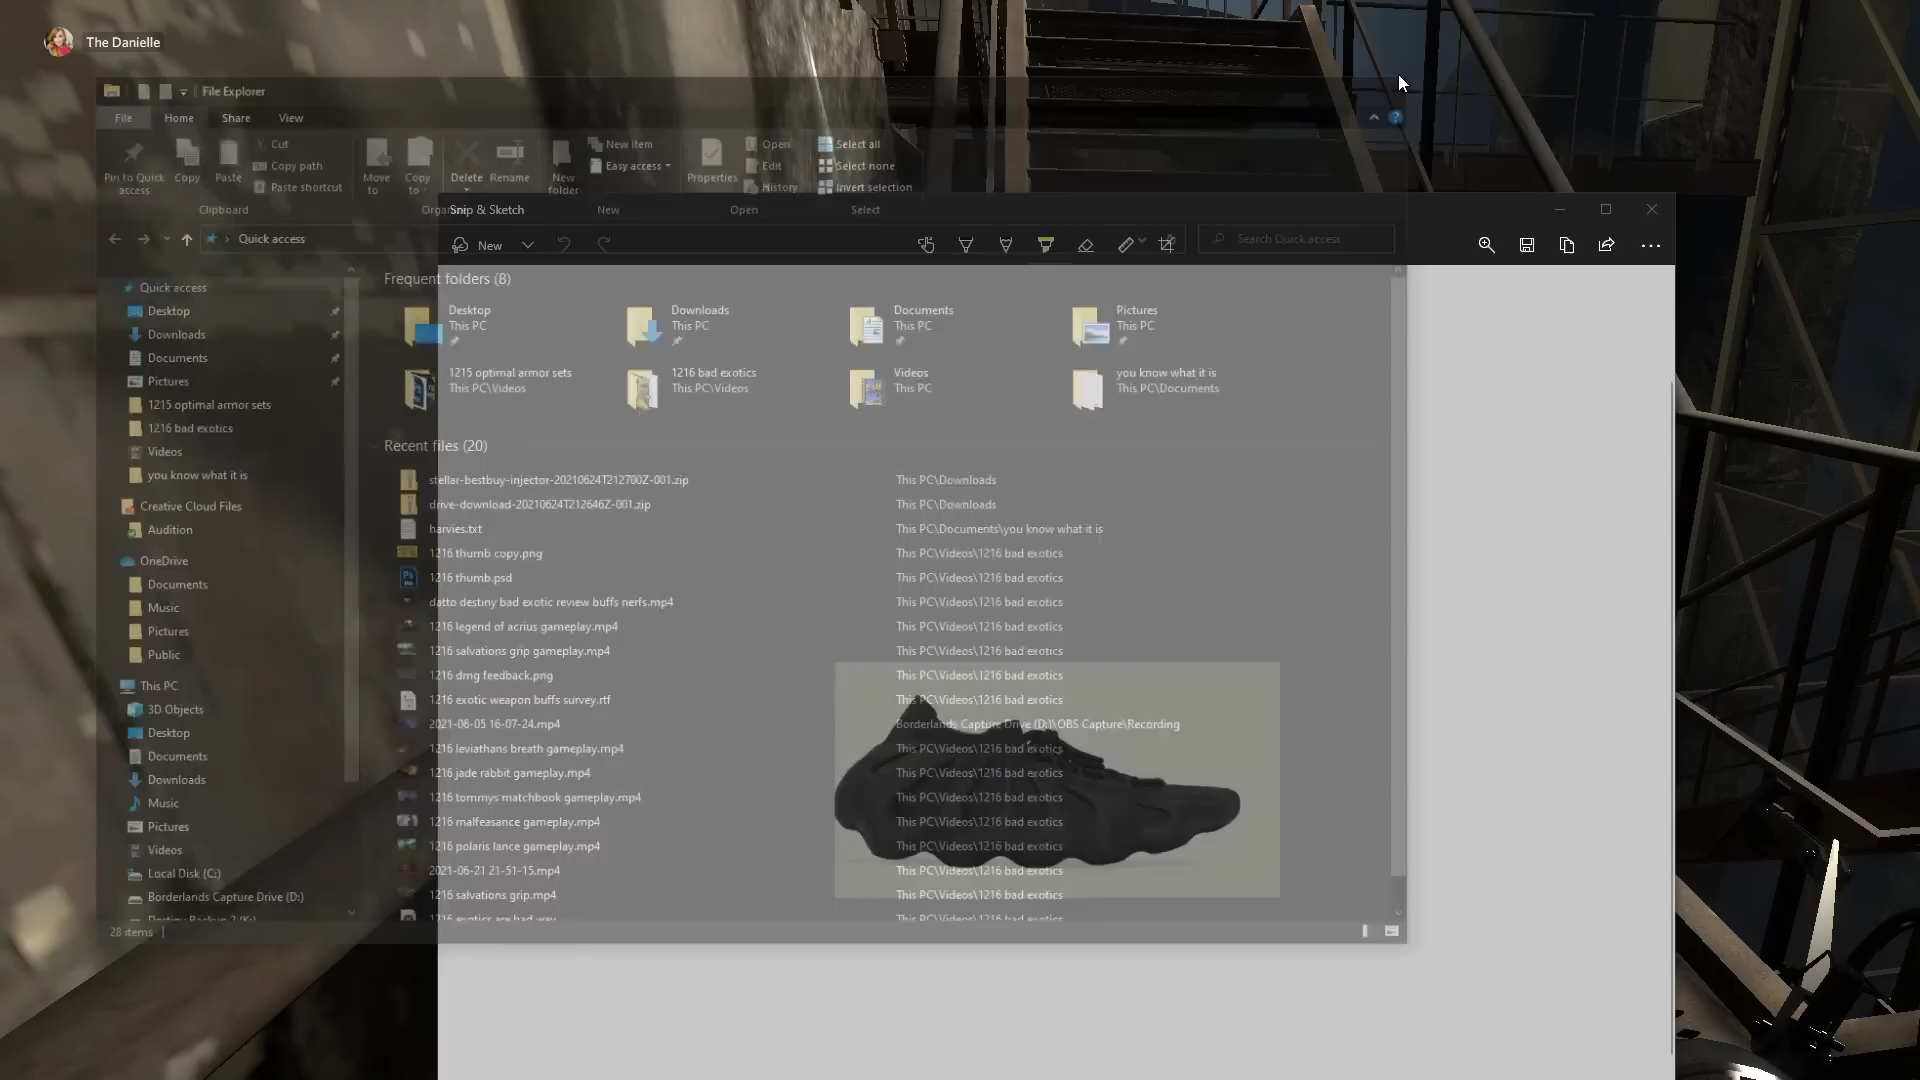 The Danielle
File Explorer
File Home Share View
Pin to Quick access
Copy
Paste
Cut
Copy path
Paste shortcut
Clipboard
Move to
Copy to
Delete
Rename
New folder
New item
Easy access
New
Properties
Open
Edit
History
Open
Select all
Select none
Invert selection
Select
Snip & Sketch
New
Quick access
Search Quick access
Quick access
Desktop
Downloads
Documents
Pictures
1215 optimal armor sets
1216 bad exotics
Videos
you know what it is
Creative Cloud Files
Audition
OneDrive
Documents
Music
Pictures
Public
This PC
3D Objects
Desktop
Documents
Downloads
Music
Pictures
Videos
Local Disk (C:)
Borderlands Capture Drive (D:)
Destiny Backup 2 (K:)
28 items
Frequent folders (8)
Desktop
This PC
Downloads
This PC
Documents
This PC
Pictures
This PC
1215 optimal armor sets
This PC\Videos
1216 bad exotics
This PC\Videos
Videos
This PC
you know what it is
This PC\Documents
Recent files (20)
stellar-bestbuy-injector-20210624T212700Z-001.zip This PC\Downloads
drive-download-20210624T212646Z-001.zip This PC\Downloads
harvies.txt This PC\Documents\you know what it is
1216 thumb copy.png This PC\Videos\1216 bad exotics
1216 thumb.psd This PC\Videos\1216 bad exotics
datto destiny bad exotic review buffs nerfs.mp4 This PC\Videos\1216 bad exotics
1216 legend of acrius gameplay.mp4 This PC\Videos\1216 bad exotics
1216 salvations grip gameplay.mp4 This PC\Videos\1216 bad exotics
1216 dmg feedback.png This PC\Videos\1216 bad exotics
1216 exotic weapon buffs survey.rtf This PC\Videos\1216 bad exotics
2021-06-05 16-07-24.mp4 Borderlands Capture Drive (D:)\OBS Capture\Recording
1216 leviathans breath gameplay.mp4 This PC\Videos\1216 bad exotics
1216 jade rabbit gameplay.mp4 This PC\Videos\1216 bad exotics
1216 tommys matchbook gameplay.mp4 This PC\Videos\1216 bad exotics
1216 malfeasance gameplay.mp4 This PC\Videos\1216 bad exotics
1216 polaris lance gameplay.mp4 This PC\Videos\1216 bad exotics
2021-06-21 21-51-15.mp4 This PC\Videos\1216 bad exotics
1216 salvations grip.mp4 This PC\Videos\1216 bad exotics
1216 exotics are bad.wav This PC\Videos\1216 bad exotics